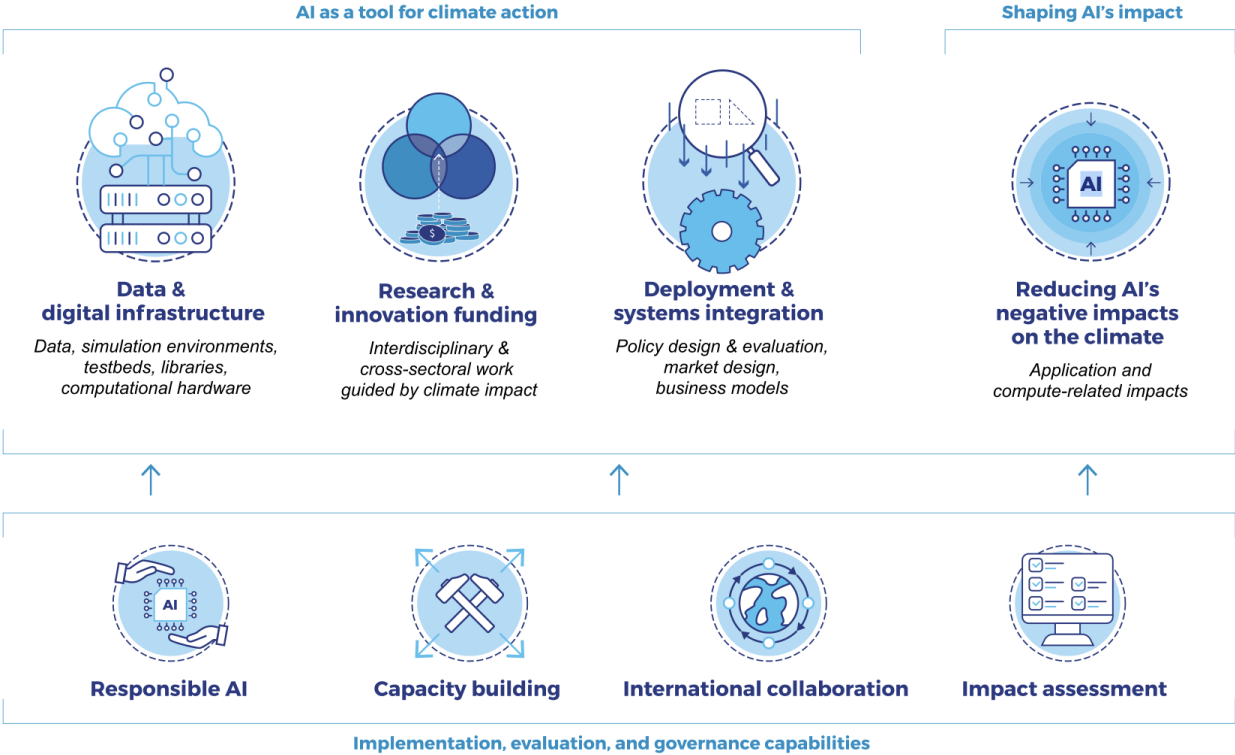 AI as a tool for climate action
Shaping AI's impact
AI
Data &
digital infrastructure
Data, simulation environments,
testbeds, libraries,
computational hardware
$
Research &
innovation funding
Interdisciplinary &
cross-sectoral work
guided by climate impact
Deployment &
systems integration
Policy design & evaluation,
market design,
business models
Reducing AI's
negative impacts
on the climate
Application and
compute-related impacts
AI
Responsible AI
Capacity building
International collaboration
Impact assessment
Implementation, evaluation, and governance capabilities